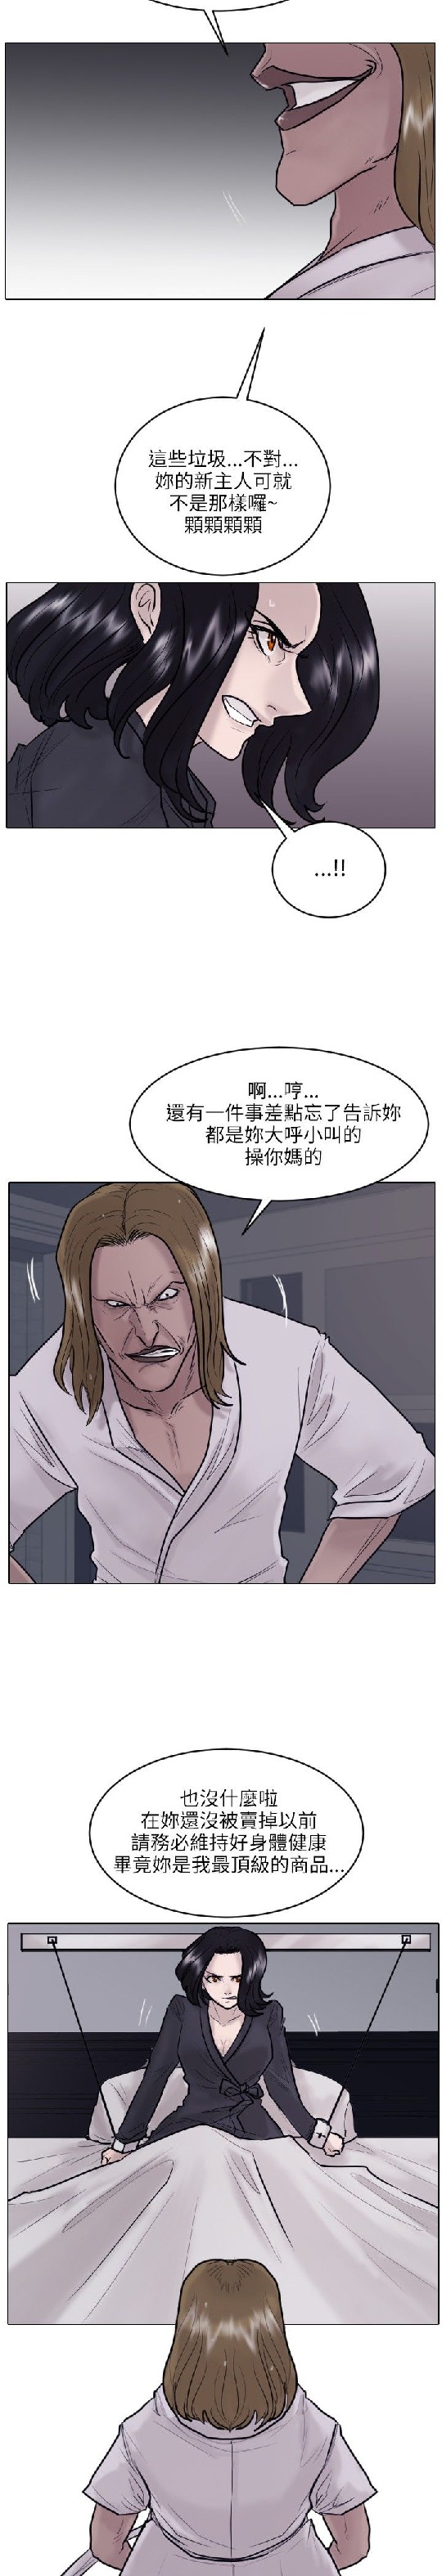 這些垃圾...不對...
妳的新主人可就
不是那樣囉~
顆顆顆顆
...!!
啊...哼...
還有一件事差點忘了告訴妳
都是妳大呼小叫的
操你媽的
也沒什麼啦
在妳還沒被賣掉以前
請務必維持好身體健康
畢竟妳是我最頂級的商品...